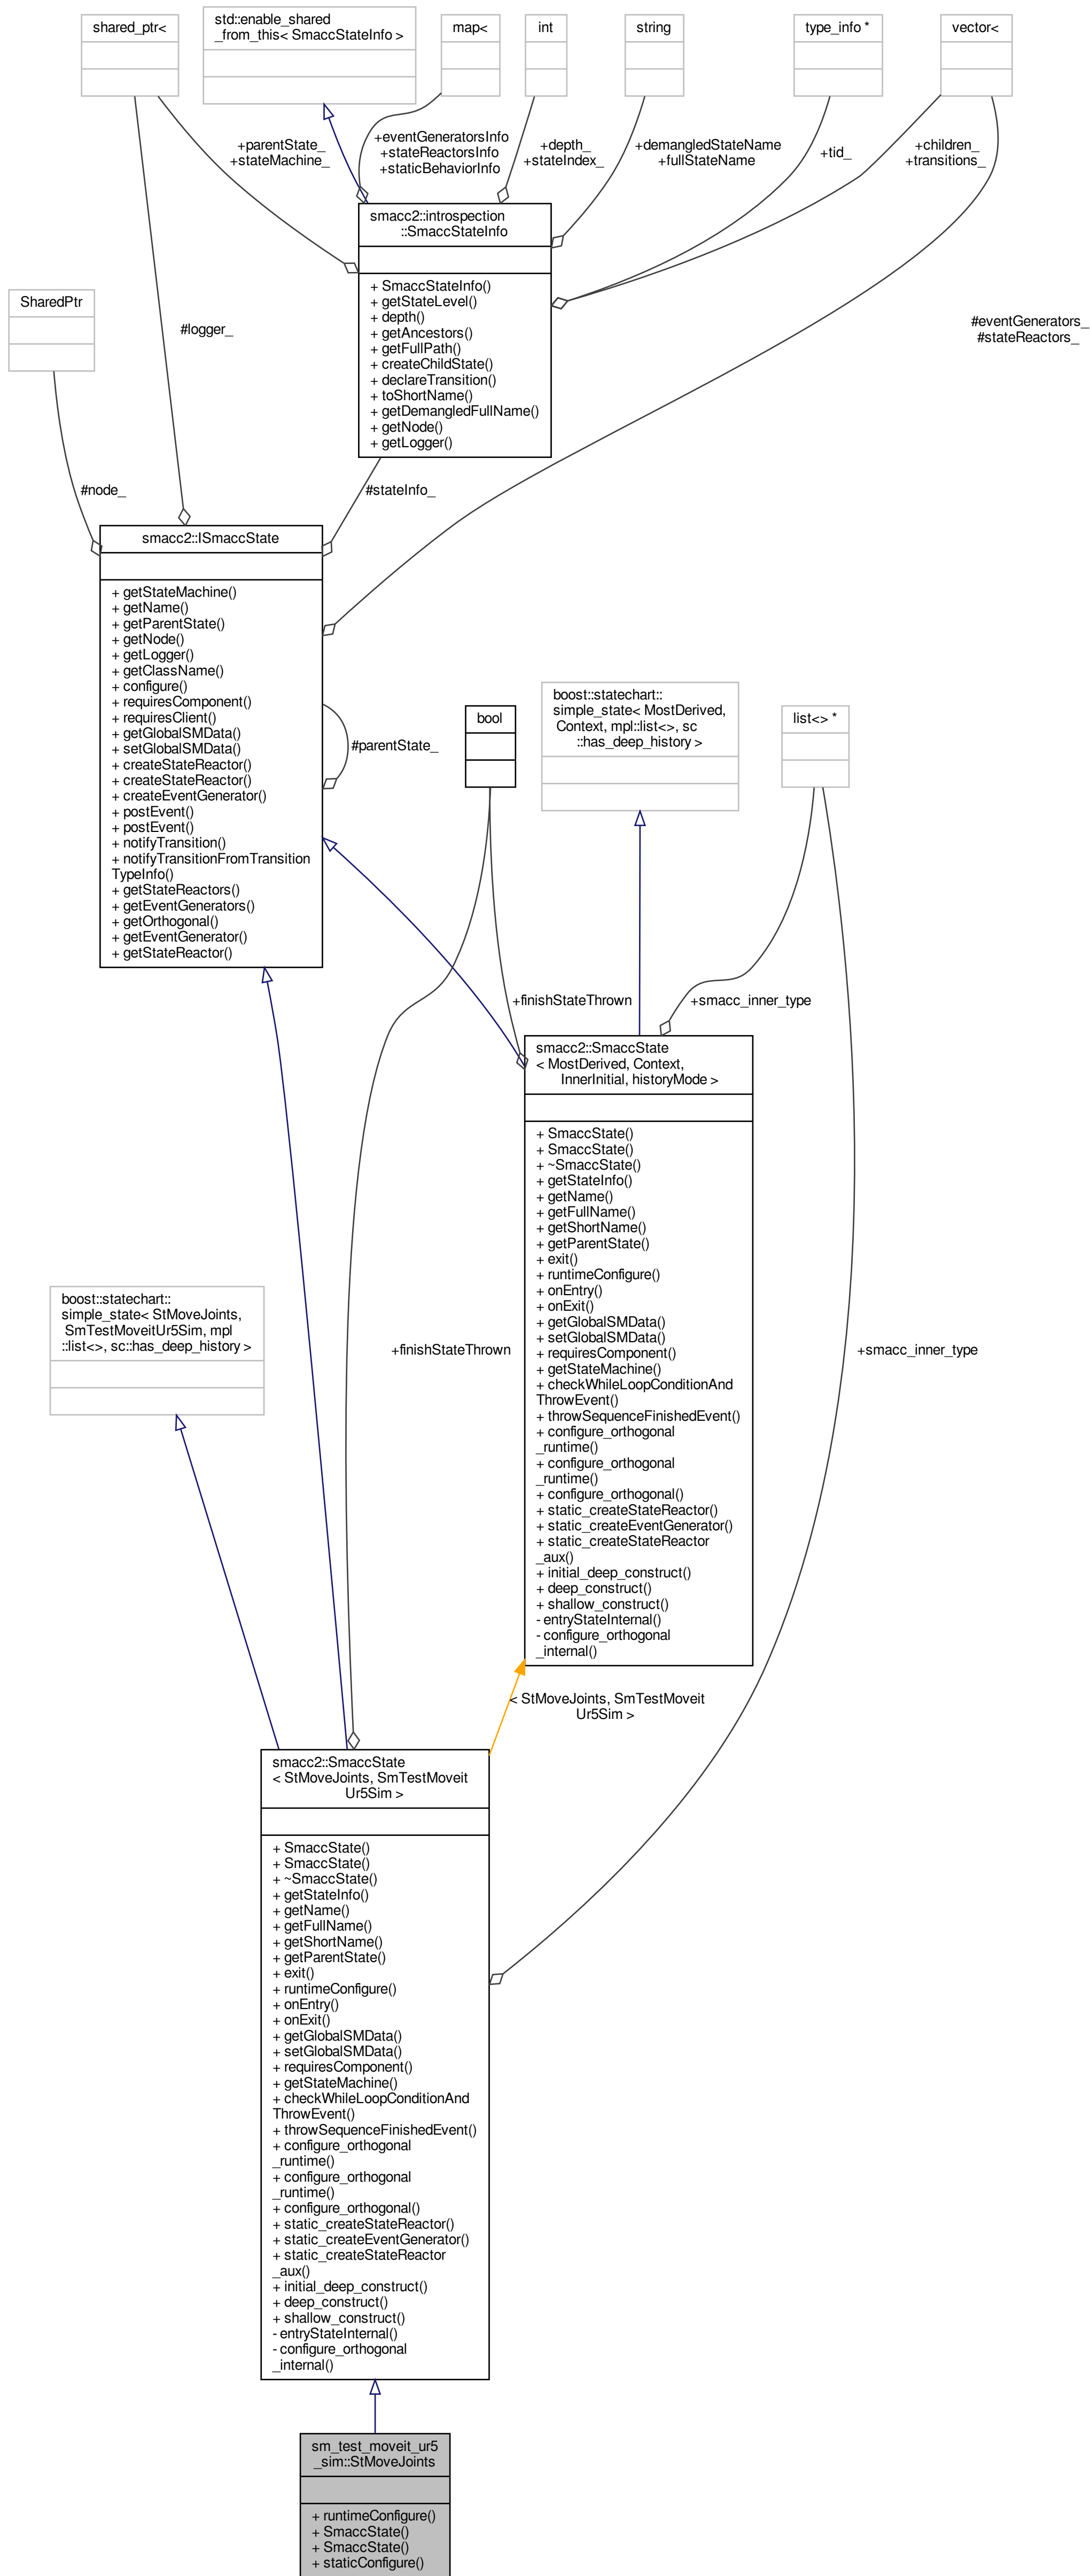 shared_ptr<
std::enable_shared
_from_this< SmaccStateInfo >
map<
int
string
type_info *
vector<
+parentState_
+stateMachine_
+eventGeneratorsInfo
+stateReactorsInfo
+staticBehaviorInfo
+depth_
+stateIndex_
+demangledStateName
+fullStateName
+tid_
+children_
+transitions_
smacc2::introspection
::SmaccStateInfo
+ SmaccStateInfo()
+ getStateLevel()
+ depth()
+ getAncestors()
+ getFullPath()
+ createChildState()
+ declareTransition()
+ toShortName()
+ getDemangledFullName()
+ getNode()
+ getLogger()
SharedPtr
#logger_
#eventGenerators_
#stateReactors_
#node_
#stateInfo_
smacc2::ISmaccState
+ getStateMachine()
+ getName()
+ getParentState()
+ getNode()
+ getLogger()
+ getClassName()
+ configure()
+ requiresComponent()
+ requiresClient()
+ getGlobalSMData()
+ setGlobalSMData()
+ createStateReactor()
+ createStateReactor()
+ createEventGenerator()
+ postEvent()
+ postEvent()
+ notifyTransition()
+ notifyTransitionFromTransition
TypeInfo()
+ getStateReactors()
+ getEventGenerators()
+ getOrthogonal()
+ getEventGenerator()
+ getStateReactor()
#parentState_
bool
boost::statechart::
simple_state< MostDerived,
Context, mpl::list<>, sc
::has_deep_history >
list<> *
+finishStateThrown
+smacc_inner_type
smacc2::SmaccState
< MostDerived, Context,
InnerInitial, historyMode >
+ SmaccState()
+ SmaccState()
+ ~SmaccState()
+ getStateInfo()
+ getName()
+ getFullName()
+ getShortName()
+ getParentState()
+ exit()
+ runtimeConfigure()
+ onEntry()
+ onExit()
+ getGlobalSMData()
+ setGlobalSMData()
+ requiresComponent()
+ getStateMachine()
+ checkWhileLoopConditionAnd
ThrowEvent()
+ throwSequenceFinishedEvent()
+ configure_orthogonal
_runtime()
+ configure_orthogonal
_runtime()
+ configure_orthogonal()
+ static_createStateReactor()
+ static_createEventGenerator()
+ static_createStateReactor
_aux()
+ initial_deep_construct()
+ deep_construct()
+ shallow_construct()
- entryStateInternal()
- configure_orthogonal
_internal()
boost::statechart::
simple_state< StMoveJoints,
SmTestMoveitUr5Sim, mpl
::list<>, sc::has_deep_history >
+finishStateThrown
+smacc_inner_type
< StMoveJoints, SmTestMoveit
Ur5Sim >
smacc2::SmaccState
< StMoveJoints, SmTestMoveit
Ur5Sim >
+ SmaccState()
+ SmaccState()
+ ~SmaccState()
+ getStateInfo()
+ getName()
+ getFullName()
+ getShortName()
+ getParentState()
+ exit()
+ runtimeConfigure()
+ onEntry()
+ onExit()
+ getGlobalSMData()
+ setGlobalSMData()
+ requiresComponent()
+ getStateMachine()
+ checkWhileLoopConditionAnd
ThrowEvent()
+ throwSequenceFinishedEvent()
+ configure_orthogonal
_runtime()
+ configure_orthogonal
_runtime()
+ configure_orthogonal()
+ static_createStateReactor()
+ static_createEventGenerator()
+ static_createStateReactor
_aux()
+ initial_deep_construct()
+ deep_construct()
+ shallow_construct()
- entryStateInternal()
- configure_orthogonal
_internal()
sm_test_moveit_ur5
_sim::StMoveJoints
+ runtimeConfigure()
+ SmaccState()
+ SmaccState()
+ staticConfigure()